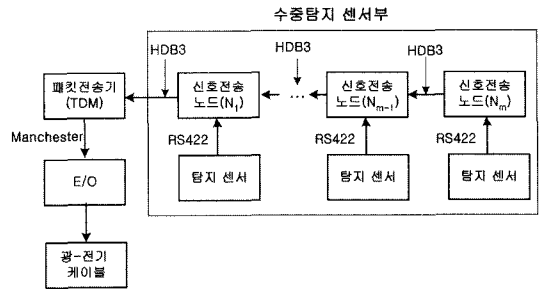 수중탐지 센서부
HDB3
HDB3
HDB3
패킷전송기
(TDM)
신호전송
노드(N1)
...
신호전송
노드(Nm-1)
신호전송
노드(Nm)
Manchester
RS422
RS422
RS422
E/O
탐지 센서
탐지 센서
탐지 센서
광-전기
케이블